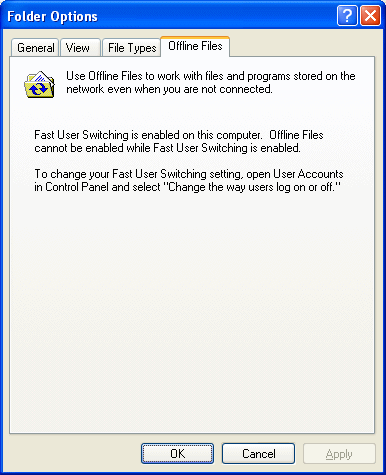 Folder Options
General View File Types Offline Files
Use Offline Files to work with files and programs stored on the
network even when you are not connected.
Fast User Switching is enabled on this computer. Offline Files
cannot be enabled while Fast User Switching is enabled.
To change your Fast User Switching setting, open User Accounts
in Control Panel and select "Change the way users log on or off."
OK Cancel Apply